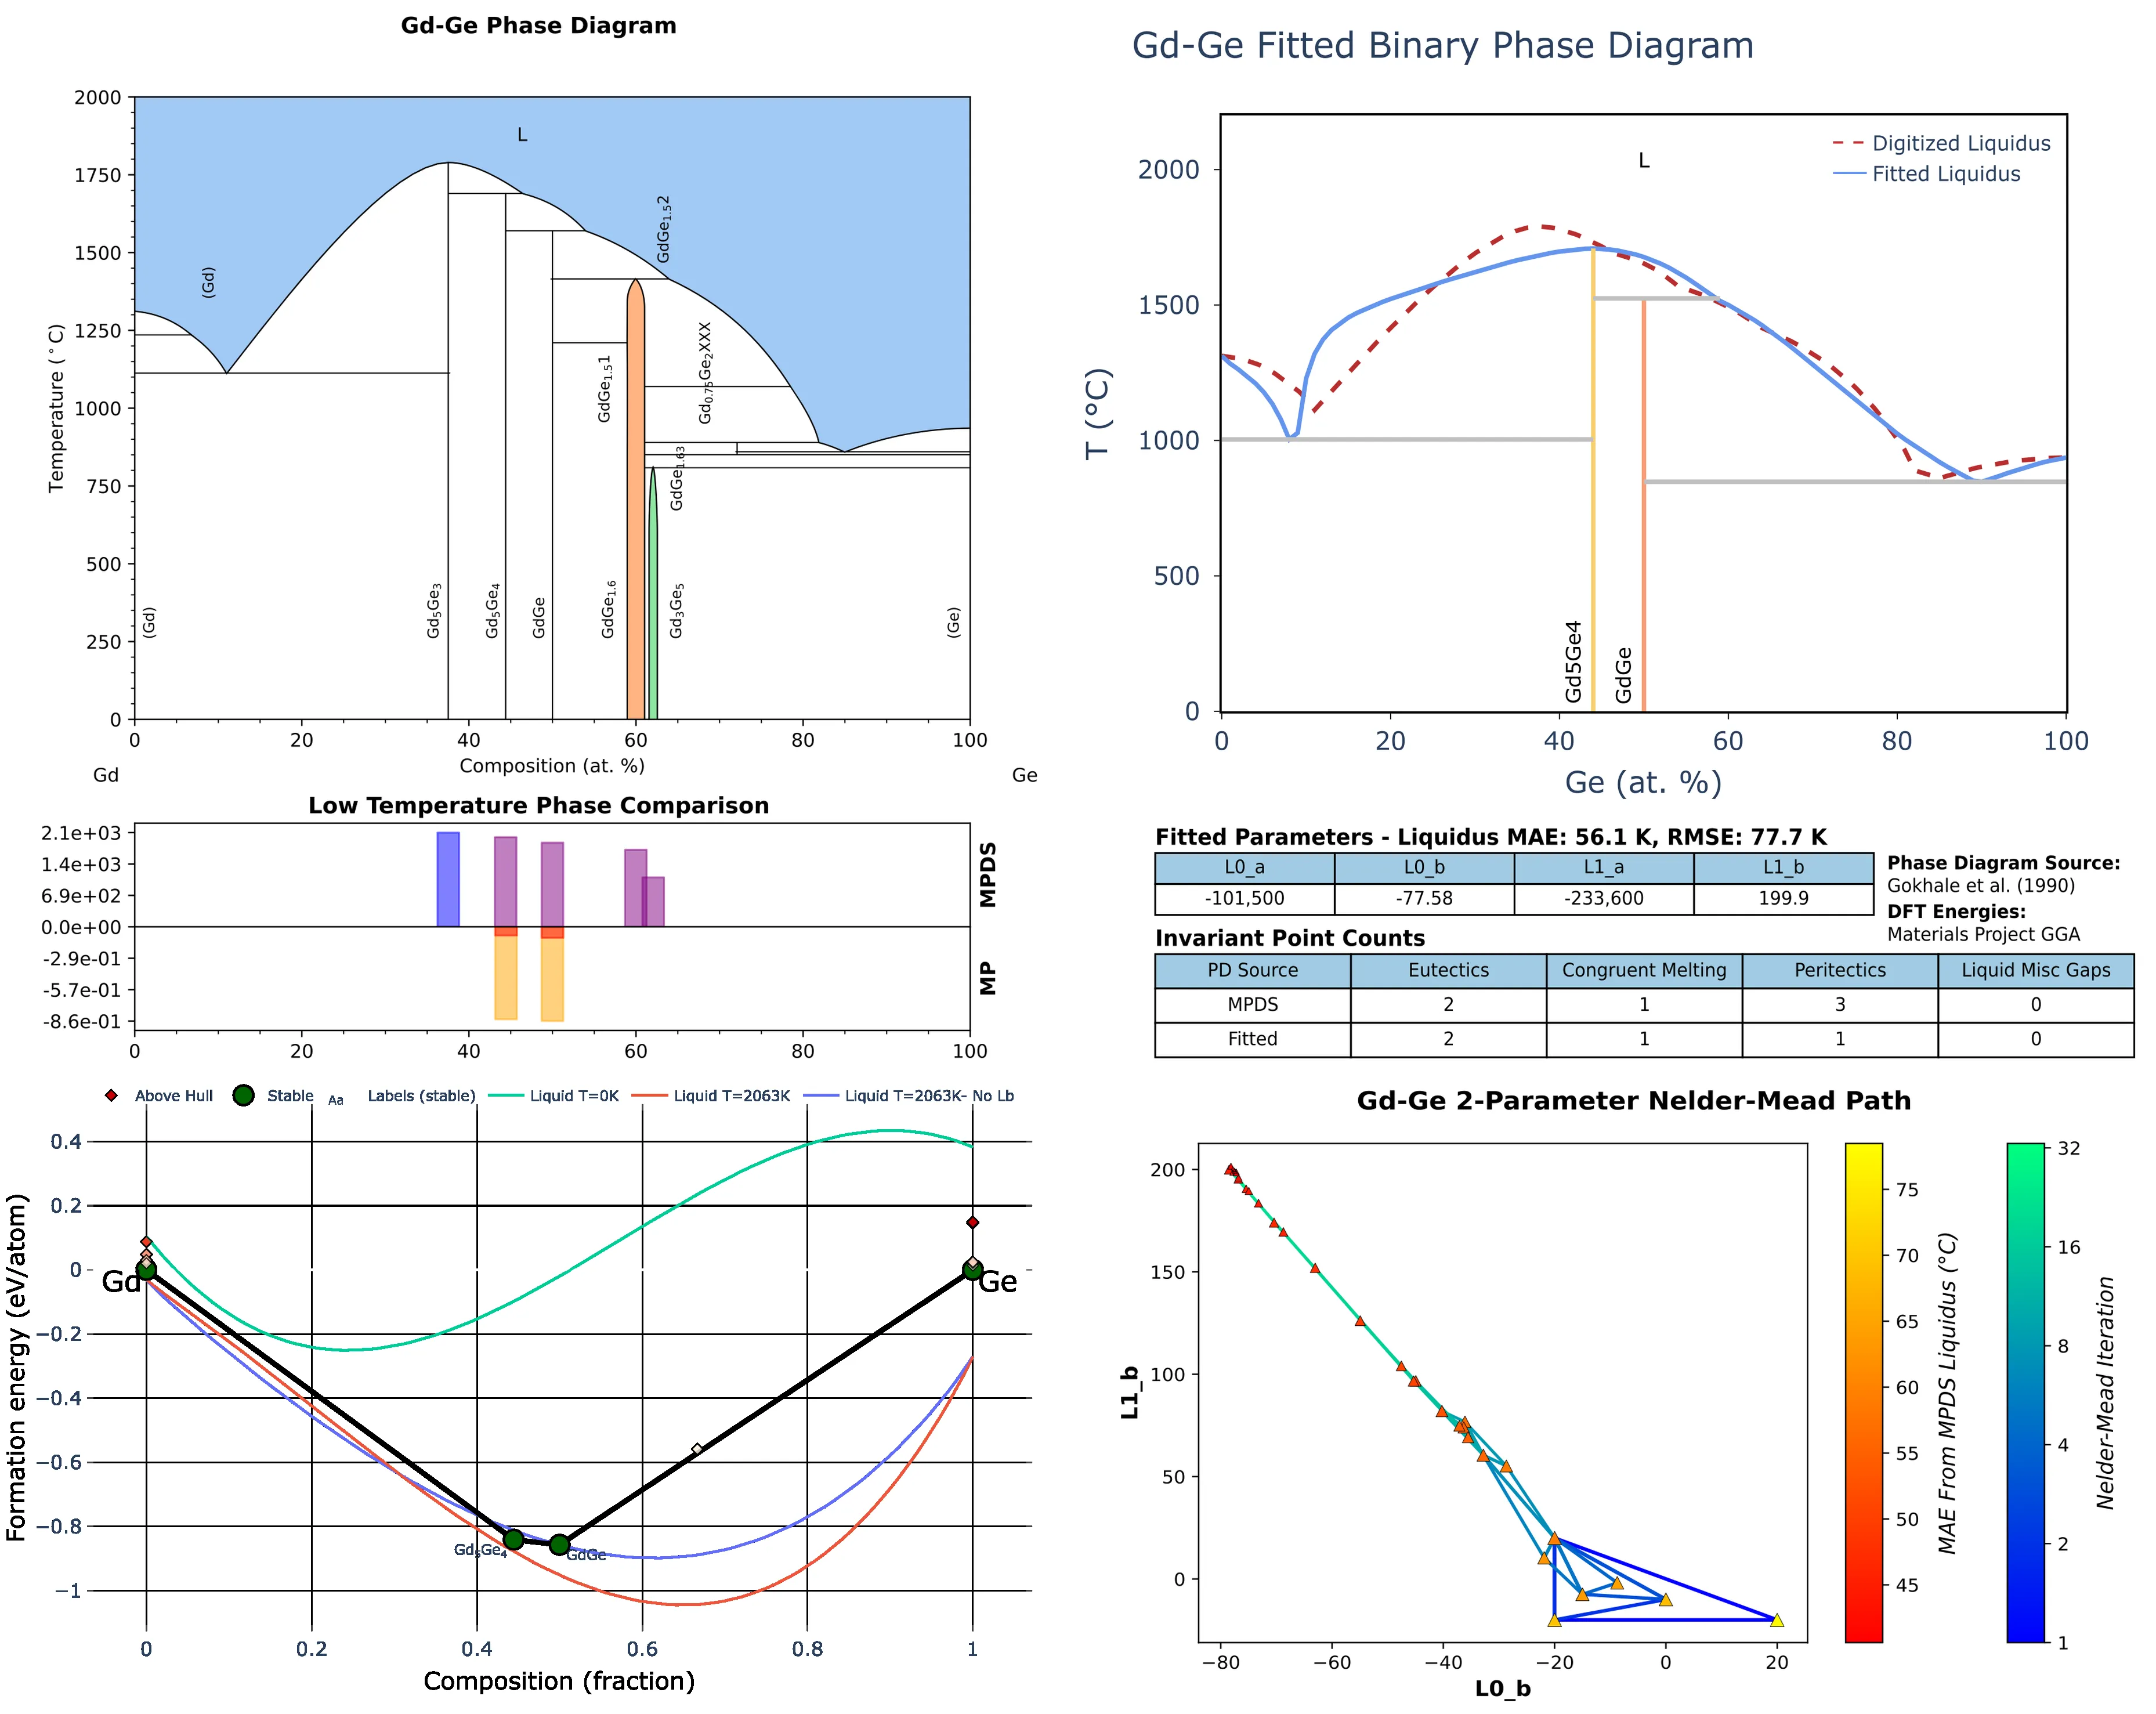 Gd-Ge Phase Diagram
2000
1750
1500
1250
1000
750
500
250
0
Temperature (°C)
L
(Gd)
(Gd)
Gd5Ge3
Gd5Ge4
GdGe
GdGe1.6
GdGe1.51
GdGe1.52
Gd0.75Ge2XXX
GdGe1.63
Gd3Ge5
(Ge)
0 20 40 60 80 100
Composition (at. %)
Gd Ge
Gd-Ge Fitted Binary Phase Diagram
Digitized Liquidus
Fitted Liquidus
L
2000
1500
1000
500
0
T (°C)
Gd5Ge4
GdGe
0 20 40 60 80 100
Ge (at. %)
Low Temperature Phase Comparison
2.1e+03
1.4e+03
6.9e+02
0.0e+00
-2.9e-01
-5.7e-01
-8.6e-01
MPDS
MP
0 20 40 60 80 100
Fitted Parameters - Liquidus MAE: 56.1 K, RMSE: 77.7 K
L0_a L0_b L1_a L1_b
-101,500 -77.58 -233,600 199.9
Phase Diagram Source:
Gokhale et al. (1990)
DFT Energies:
Materials Project GGA
Invariant Point Counts
PD Source Eutectics Congruent Melting Peritectics Liquid Misc Gaps
MPDS 2 1 3 0
Fitted 2 1 1 0
Above Hull Stable Aa Labels (stable) Liquid T=0K Liquid T=2063K Liquid T=2063K- No Lb
0.4
0.2
0
−0.2
−0.4
−0.6
−0.8
−1
Formation energy (eV/atom)
Gd
Ge
Gd5Ge4
GdGe
0 0.2 0.4 0.6 0.8 1
Composition (fraction)
Gd-Ge 2-Parameter Nelder-Mead Path
200
150
100
50
0
L1_b
−80 −60 −40 −20 0 20
L0_b
75
70
65
60
55
50
45
MAE From MPDS Liquidus (°C)
32
16
8
4
2
1
Nelder-Mead Iteration